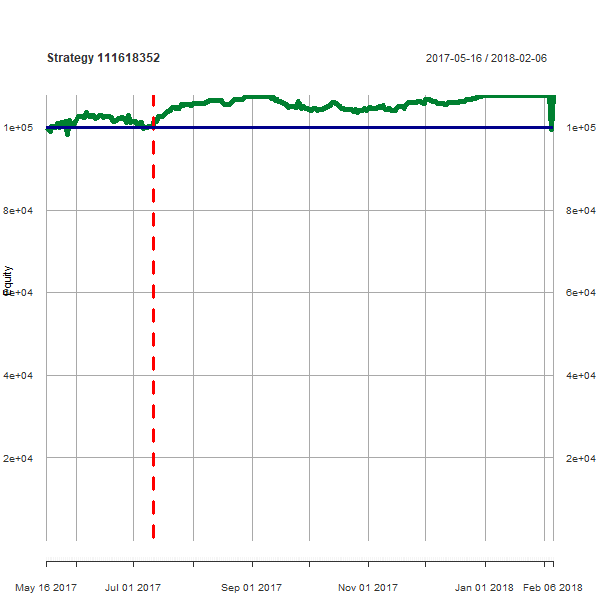 Strategy 111618352
2017-05-16 / 2018-02-06
1e+05
1e+05
8e+04
8e+04
Equity
6e+04
6e+04
4e+04
4e+04
2e+04
2e+04
May 16 2017
Jul 01 2017
Sep 01 2017
Nov 01 2017
Jan 01 2018
Feb 06 2018